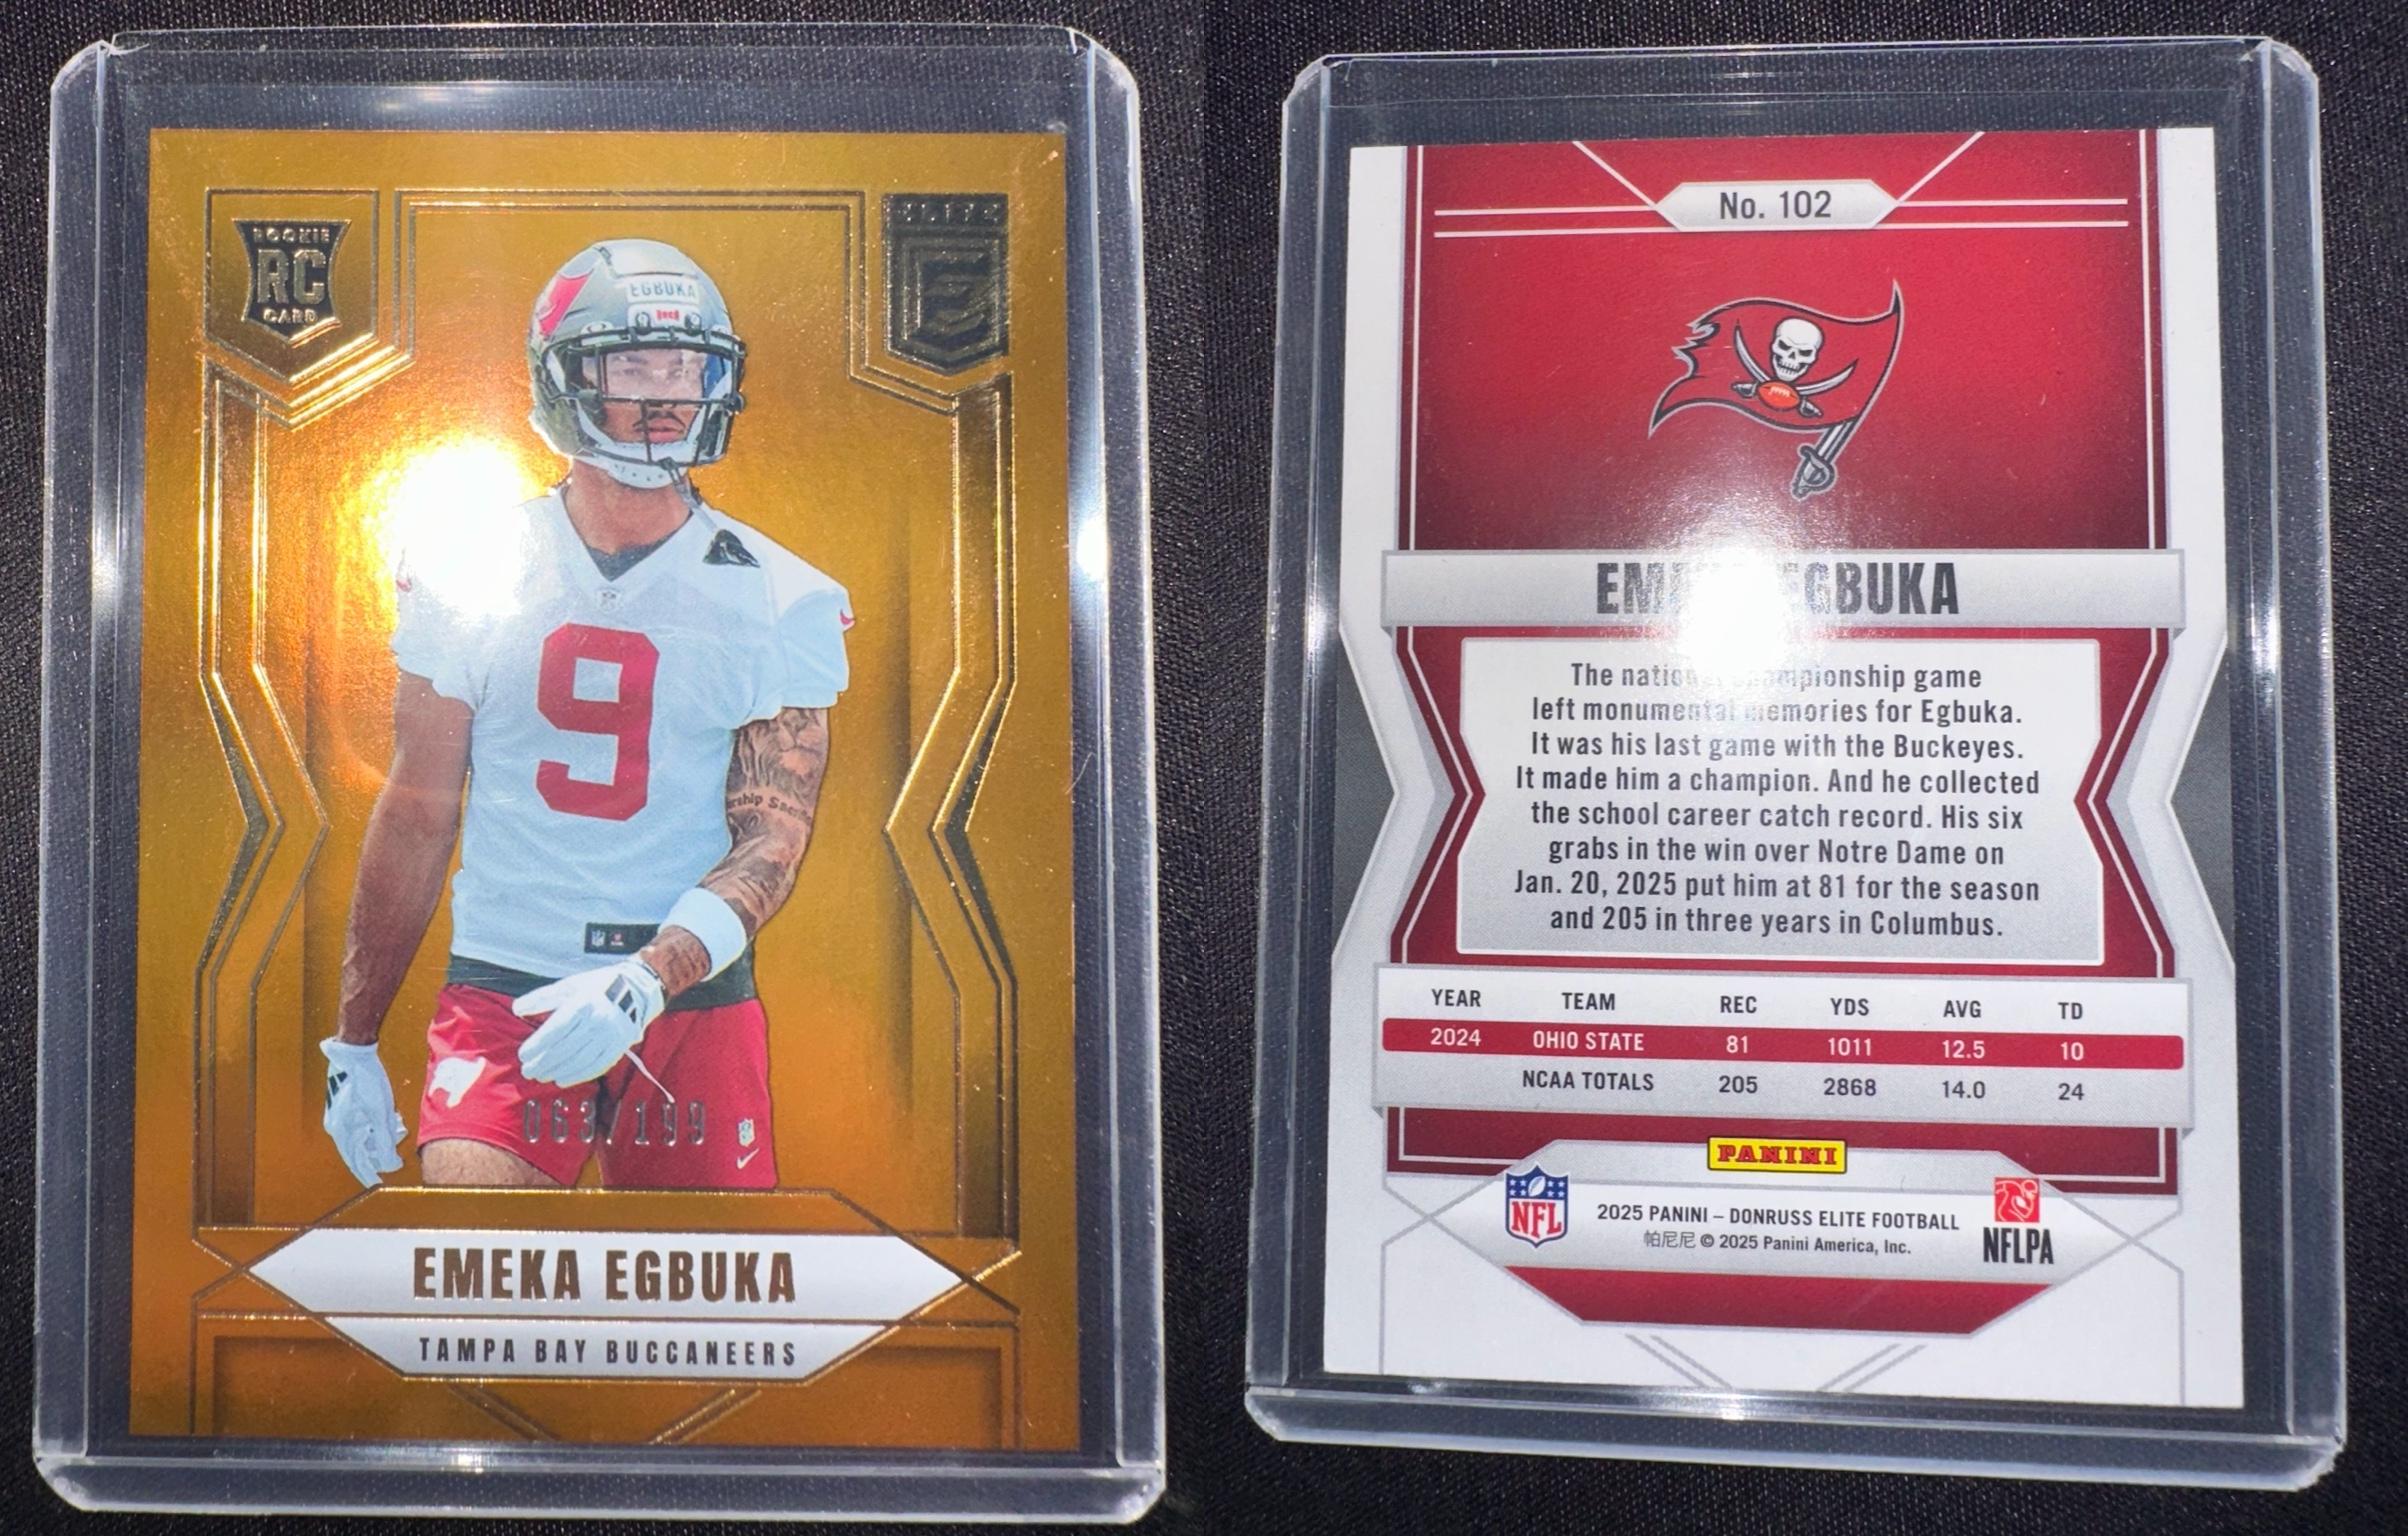 ROOKIE
RC
CARD
ELITE
E
EGBUKA
9
063/199
EMEKA EGBUKA
TAMPA BAY BUCCANEERS
No. 102
EGBUKA
The championship game
left monumental memories for Egbuka.
It was his last game with the Buckeyes.
It made him a champion. And he collected
the school career catch record. His six
grabs in the win over Notre Dame on
Jan. 20, 2025 put him at 81 for the season
and 205 in three years in Columbus.
YEAR TEAM REC YDS AVG TD
2024 OHIO STATE 81 1011 12.5 10
NCAA TOTALS 205 2868 14.0 24
PANINI
NFL
2025 PANINI – DONRUSS ELITE FOOTBALL
帕尼尼 © 2025 Panini America, Inc.
NFLPA